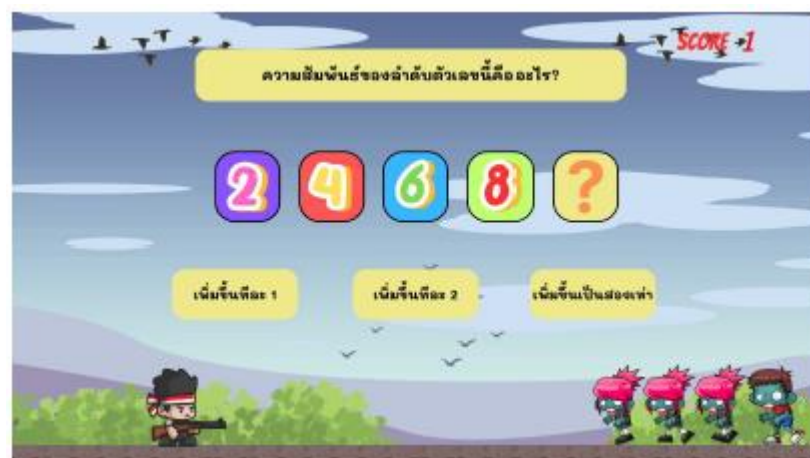 SCORE -1
ความสัมพันธ์ของลำดับตัวเลขนี้คืออะไร?
2 4 6 8 ?
เพิ่มขึ้นทีละ 1 เพิ่มขึ้นทีละ 2 เพิ่มขึ้นเป็นสองเท่า